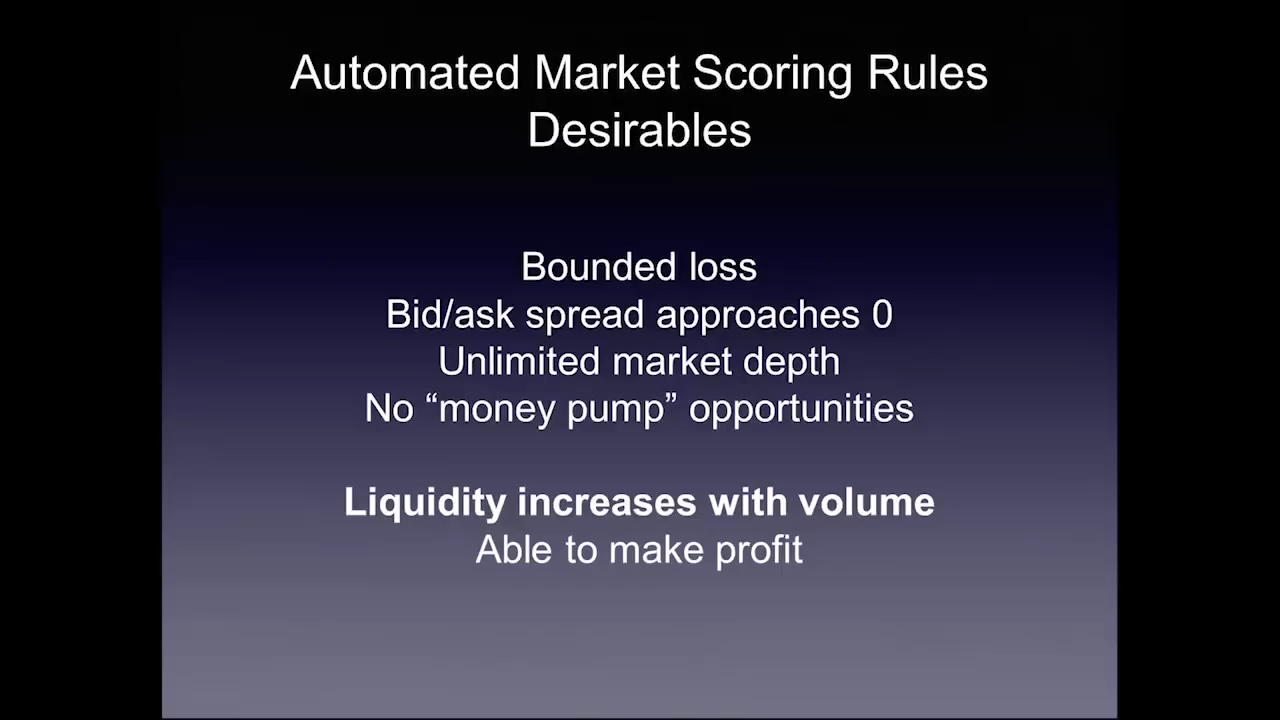 Automated Market Scoring Rules
Desirables
Bounded loss
Bid/ask spread approaches 0
Unlimited market depth
No “money pump” opportunities
Liquidity increases with volume
Able to make profit